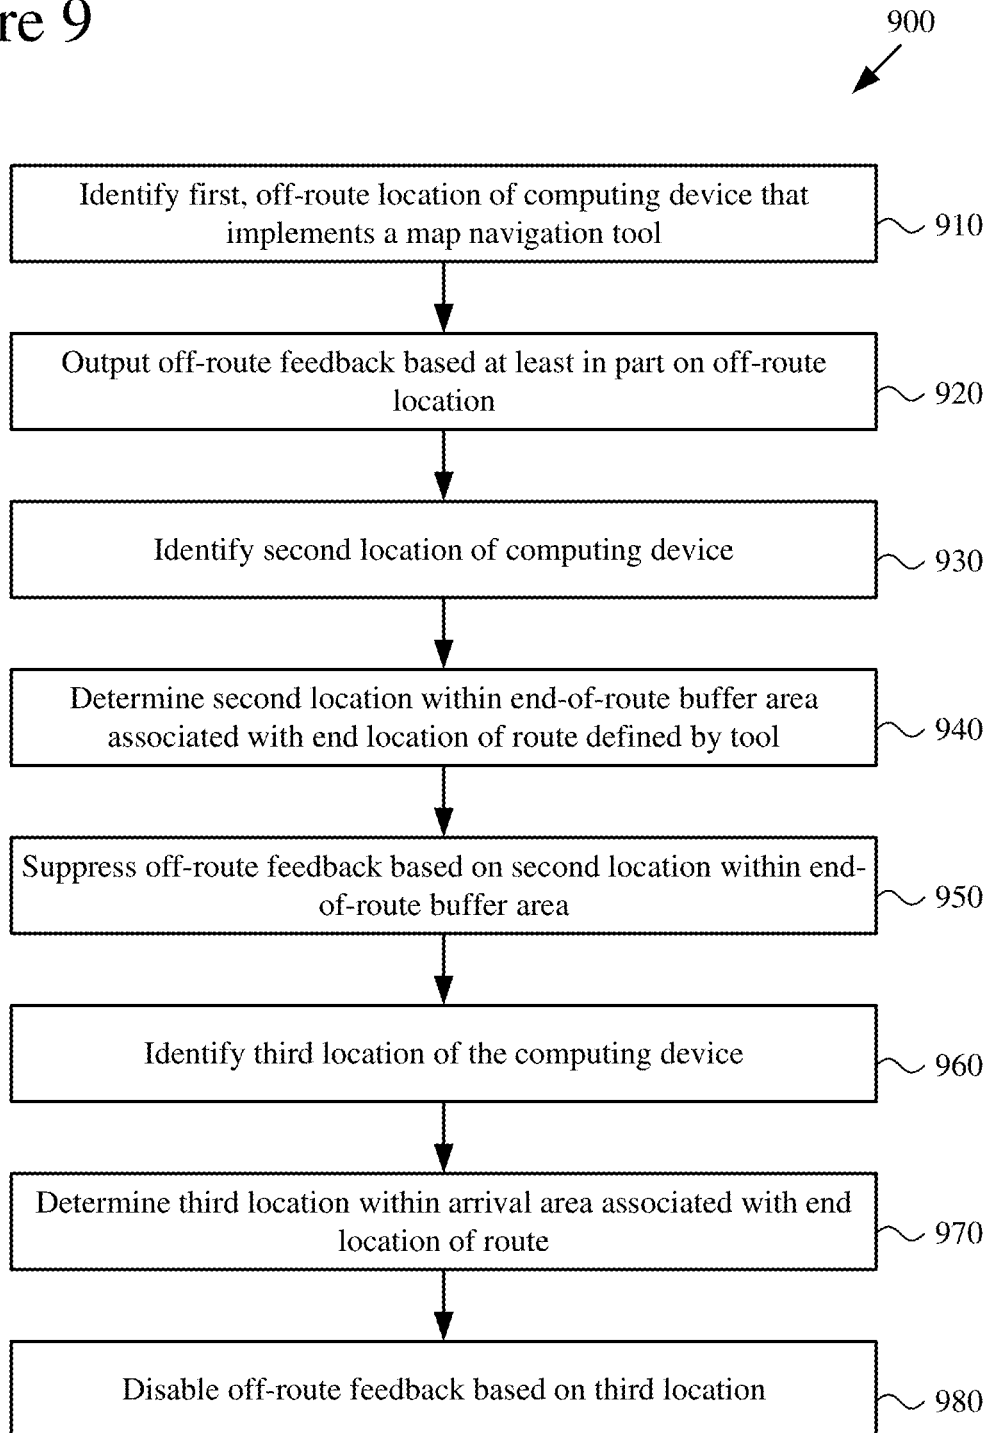 re 9
900
Identify first, off-route location of computing device that
implements a map navigation tool
910
Output off-route feedback based at least in part on off-route
location
920
Identify second location of computing device
930
Determine second location within end-of-route buffer area
associated with end location of route defined by tool
940
Suppress off-route feedback based on second location within end-
of-route buffer area
950
Identify third location of the computing device
960
Determine third location within arrival area associated with end
location of route
970
Disable off-route feedback based on third location
980